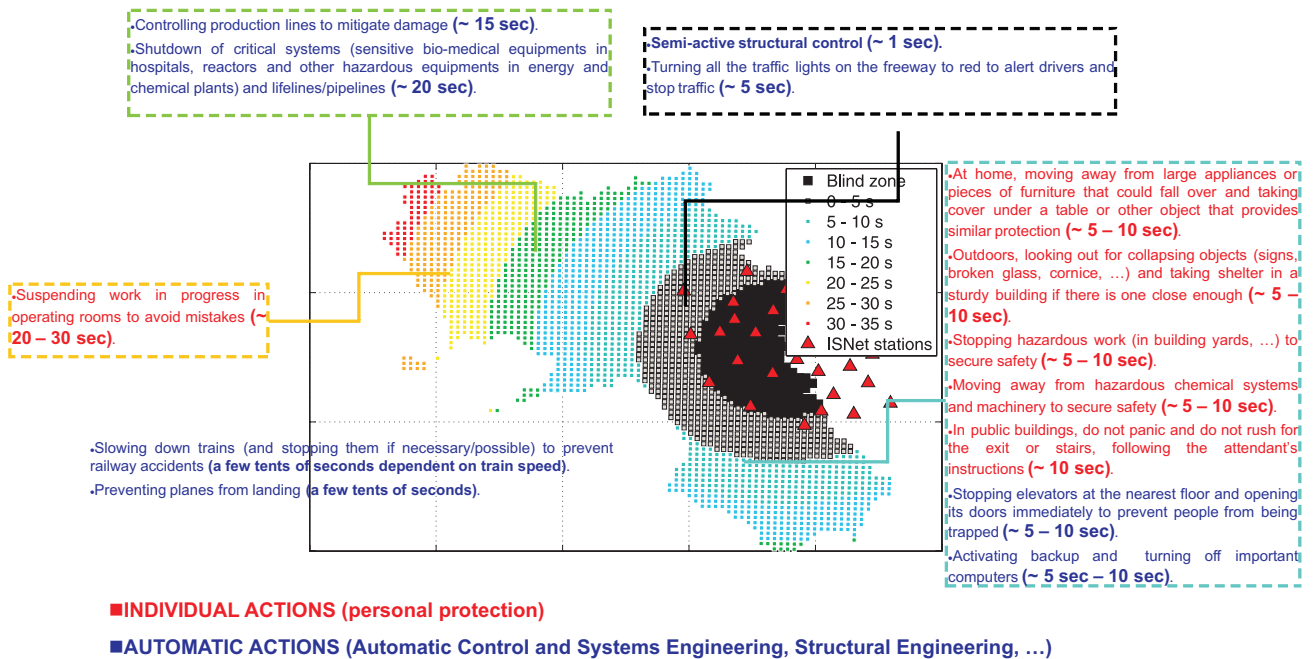 •Controlling production lines to mitigate damage (~ 15 sec).
•Shutdown of critical systems (sensitive bio-medical equipments in
hospitals, reactors and other hazardous equipments in energy and
chemical plants) and lifelines/pipelines (~ 20 sec).
•Semi-active structural control (~ 1 sec).
•Turning all the traffic lights on the freeway to red to alert drivers and
stop traffic (~ 5 sec).
Blind zone
0 - 5 s
5 - 10 s
10 - 15 s
15 - 20 s
20 - 25 s
25 - 30 s
30 - 35 s
ISNet stations
•At home, moving away from large appliances or
pieces of furniture that could fall over and taking
cover under a table or other object that provides
similar protection (~ 5 – 10 sec).
•Outdoors, looking out for collapsing objects (signs,
broken glass, cornice, …) and taking shelter in a
sturdy building if there is one close enough (~ 5 –
10 sec).
•Stopping hazardous work (in building yards, …) to
secure safety (~ 5 – 10 sec).
•Moving away from hazardous chemical systems
and machinery to secure safety (~ 5 – 10 sec).
•In public buildings, do not panic and do not rush for
the exit or stairs, following the attendant's
instructions (~ 10 sec).
•Stopping elevators at the nearest floor and opening
its doors immediately to prevent people from being
trapped (~ 5 – 10 sec).
•Activating backup and turning off important
computers (~ 5 sec – 10 sec).
•Suspending work in progress in
operating rooms to avoid mistakes (~
20 – 30 sec).
•Slowing down trains (and stopping them if necessary/possible) to prevent
railway accidents (a few tents of seconds dependent on train speed).
•Preventing planes from landing (a few tents of seconds).
■INDIVIDUAL ACTIONS (personal protection)
■AUTOMATIC ACTIONS (Automatic Control and Systems Engineering, Structural Engineering, …)